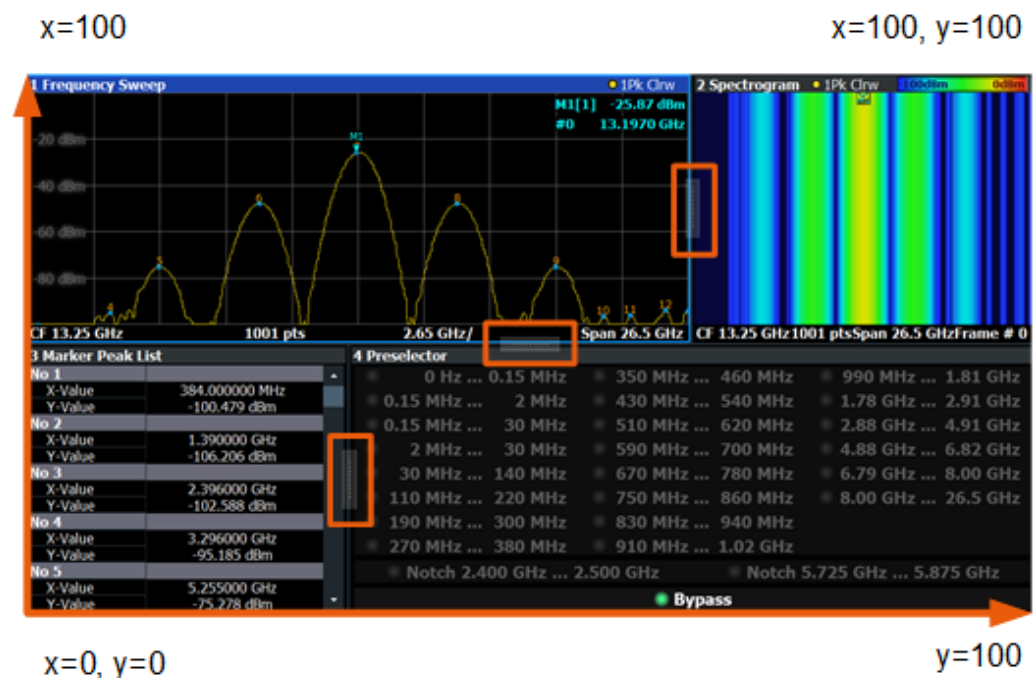 x=100
x=100, y=100
1 Frequency Sweep
1Pk Clrw
M1[1] -25.87 dBm
#0 13.1970 GHz
M1
-20 dBm
-40 dBm
-60 dBm
-80 dBm
4
5
6
8
9
10
11
12
CF 13.25 GHz 1001 pts 2.65 GHz/ Span 26.5 GHz
2 Spectrogram 1Pk Clrw -100dBm 0dBm
CF 13.25 GHz 1001 pts Span 26.5 GHz Frame # 0
3 Marker Peak List
No 1
X-Value 384.000000 MHz
Y-Value -100.479 dBm
No 2
X-Value 1.390000 GHz
Y-Value -106.206 dBm
No 3
X-Value 2.396000 GHz
Y-Value -102.588 dBm
No 4
X-Value 3.296000 GHz
Y-Value -95.185 dBm
No 5
X-Value 5.255000 GHz
Y-Value -75.278 dBm
4 Preselector
0 Hz ... 0.15 MHz 350 MHz ... 460 MHz 990 MHz ... 1.81 GHz
0.15 MHz ... 2 MHz 430 MHz ... 540 MHz 1.78 GHz ... 2.91 GHz
0.15 MHz ... 30 MHz 510 MHz ... 620 MHz 2.88 GHz ... 4.91 GHz
2 MHz ... 30 MHz 590 MHz ... 700 MHz 4.88 GHz ... 6.82 GHz
30 MHz ... 140 MHz 670 MHz ... 780 MHz 6.79 GHz ... 8.00 GHz
110 MHz ... 220 MHz 750 MHz ... 860 MHz 8.00 GHz ... 26.5 GHz
190 MHz ... 300 MHz 830 MHz ... 940 MHz
270 MHz ... 380 MHz 910 MHz ... 1.02 GHz
Notch 2.400 GHz ... 2.500 GHz Notch 5.725 GHz ... 5.875 GHz
Bypass
x=0, y=0
y=100